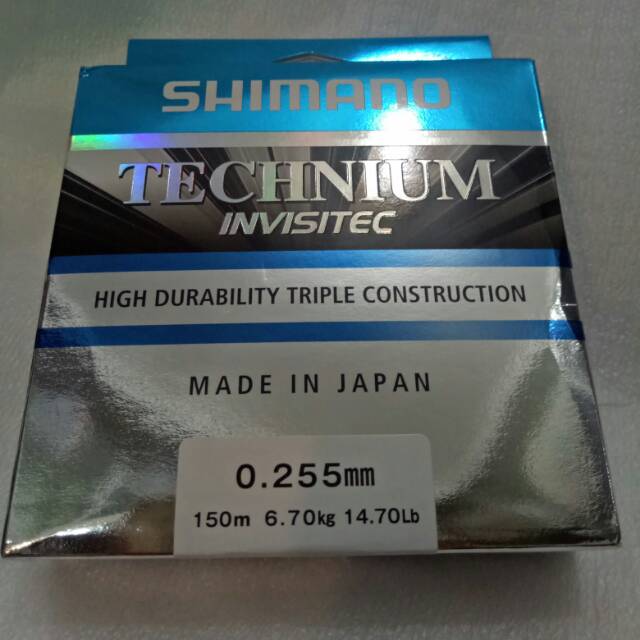 SHIMANO
TECHNIUM
INVISITEC
HIGH DURABILITY TRIPLE CONSTRUCTION
MADE IN JAPAN
0.255mm
150m 6.70kg 14.70Lb